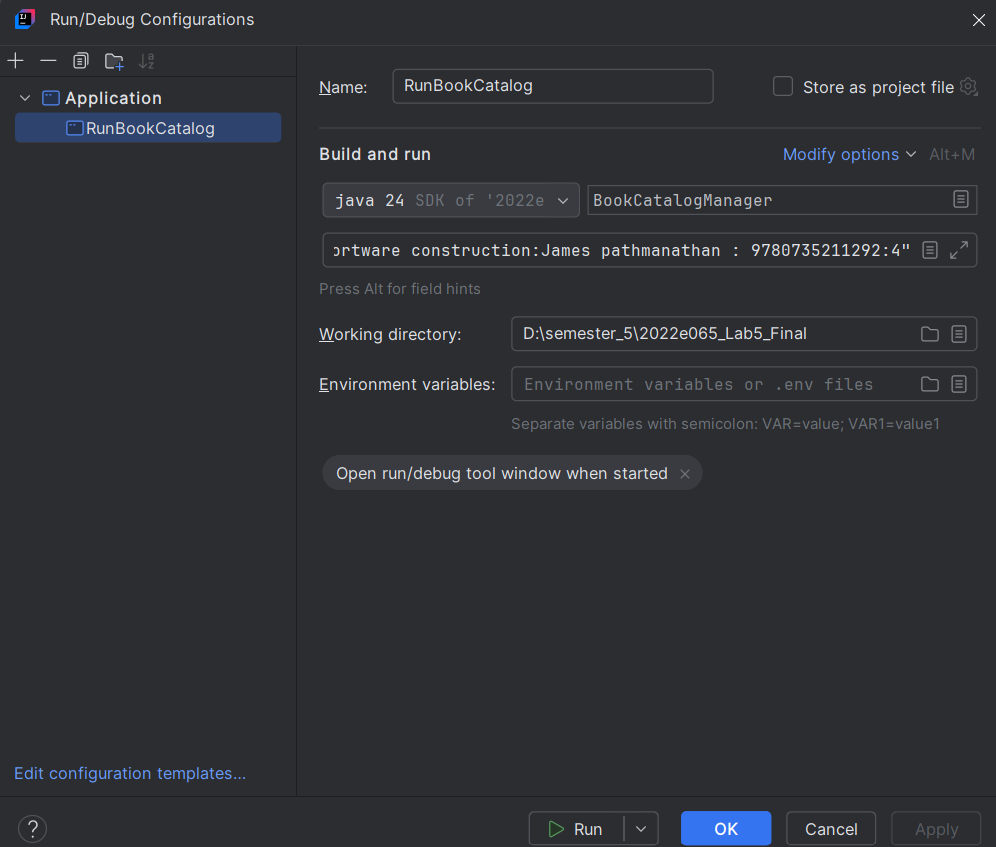 Run/Debug Configurations
Application
RunBookCatalog
Name: RunBookCatalog Store as project file
Build and run Modify options Alt+M
java 24 SDK of '2022e BookCatalogManager
ortware construction:James pathmanathan : 9780735211292:4"
Press Alt for field hints
Working directory: D:\semester_5\2022e065_Lab5_Final
Environment variables: Environment variables or .env files
Separate variables with semicolon: VAR=value; VAR1=value1
Open run/debug tool window when started
Edit configuration templates...
? Run OK Cancel Apply